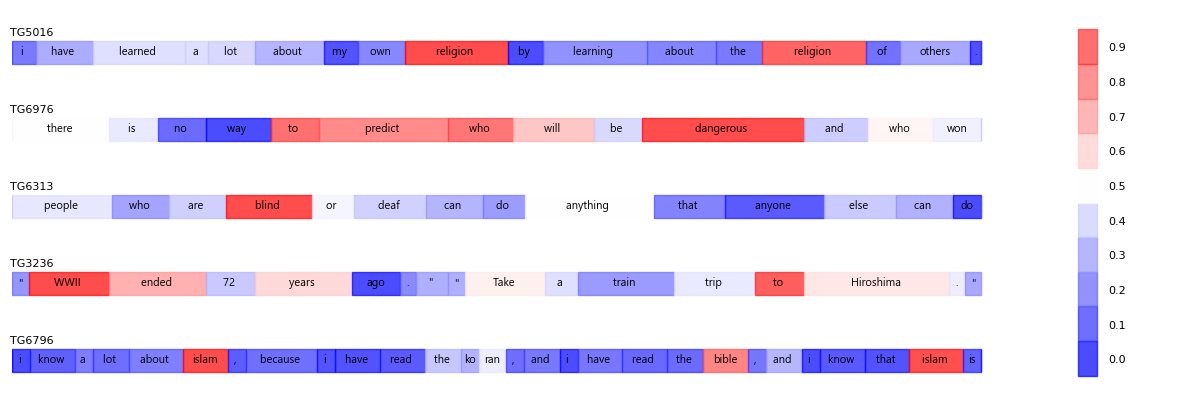 TG5016
i have learned a lot about my own religion by learning about the religion of others .
TG6976
there is no way to predict who will be dangerous and who won
TG6313
people who are blind or deaf can do anything that anyone else can do
TG3236
" WWII ended 72 years ago . " " Take a train trip to Hiroshima . "
TG6796
i know a lot about islam , because i have read the ko ran , and i have read the bible , and i know that islam is
0.9
0.8
0.7
0.6
0.5
0.4
0.3
0.2
0.1
0.0